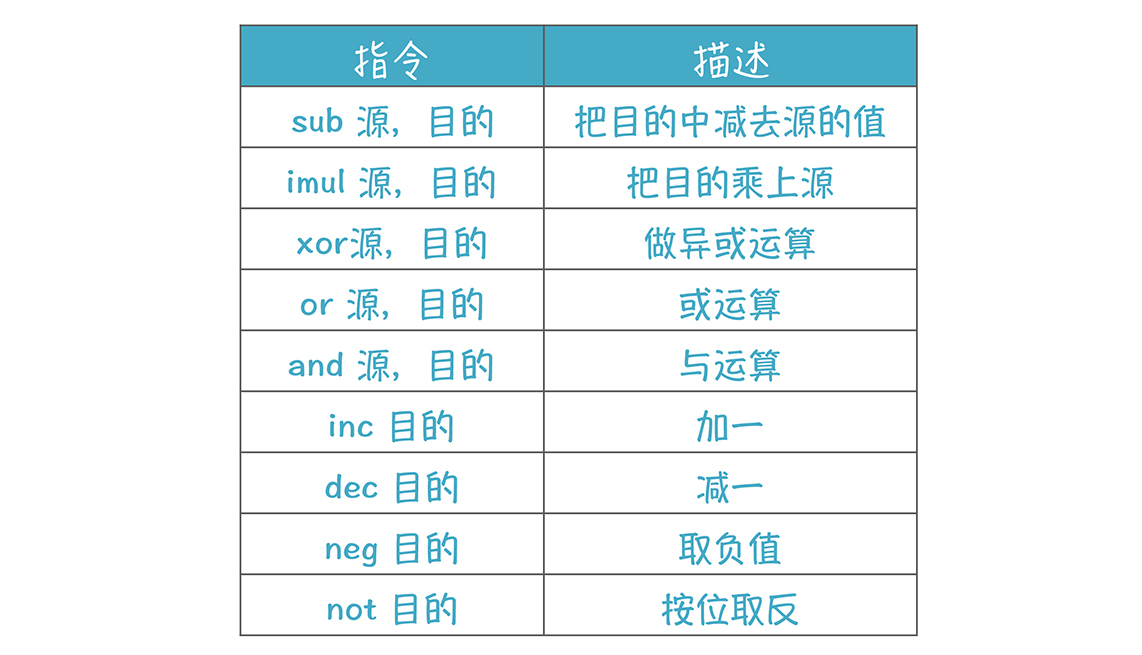 指令 描述
sub 源，目的 把目的中减去源的值
imul 源，目的 把目的乘上源
xor源，目的 做异或运算
or 源，目的 或运算
and 源，目的 与运算
inc 目的 加一
dec 目的 减一
neg 目的 取负值
not 目的 按位取反